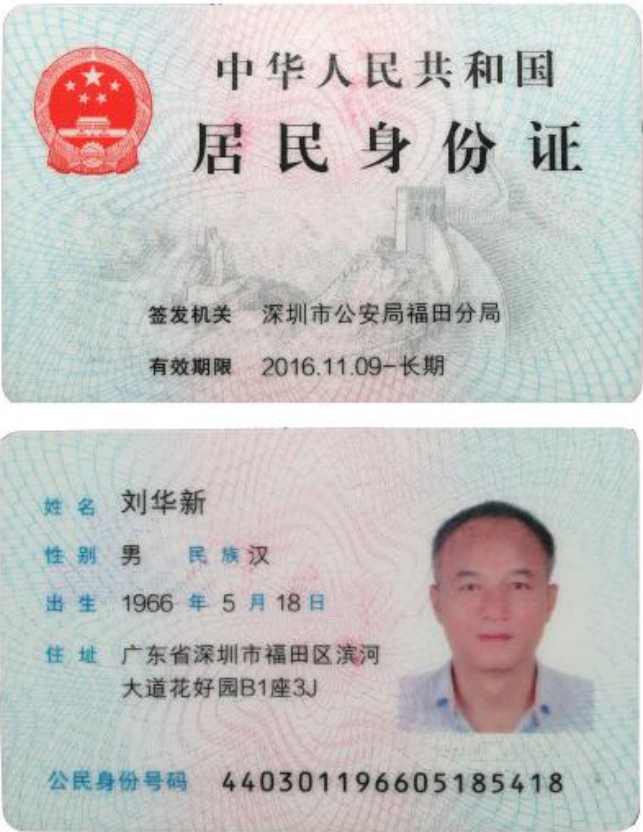 中华人民共和国
居民身份证
签发机关 深圳市公安局福田分局
有效期限 2016.11.09-长期
姓名 刘华新
性别 男 民族 汉
出生 1966 年 5 月 18 日
住址 广东省深圳市福田区滨河
大道花好园B1座3J
公民身份号码 440301196605185418